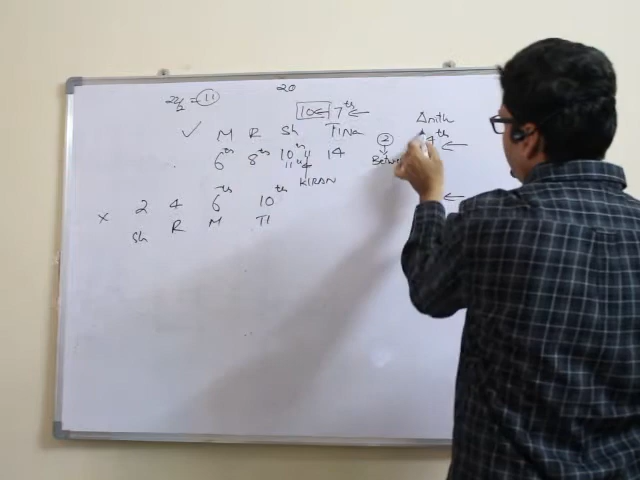 20
22/2 = 11
10 ← 7th ←
Anith
✓ M R Sh Tina
4th ←
2
6th 8th 10th 14
11th
Betw
KIRAN
←
2 4 6th 10th
×
Sh R M TI